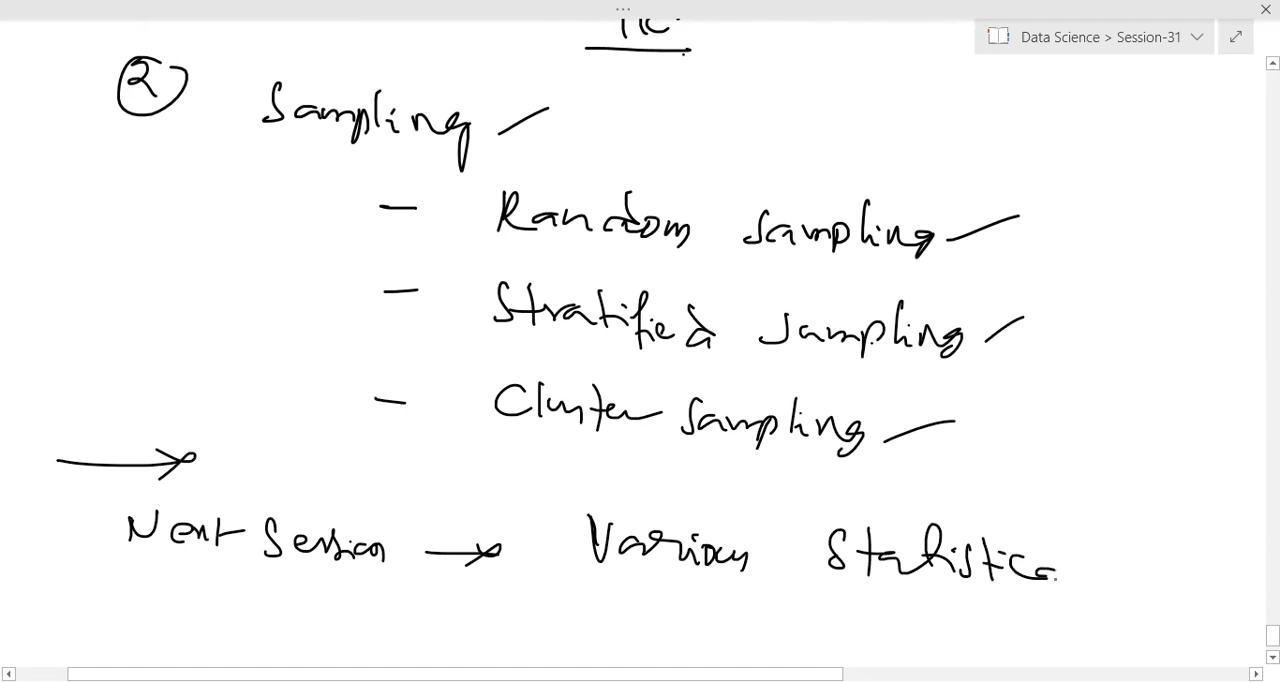 Data Science > Session-31
② Sampling
- Random Sampling
- Stratified Sampling
- Cluster Sampling
Next Session → Various Statistics